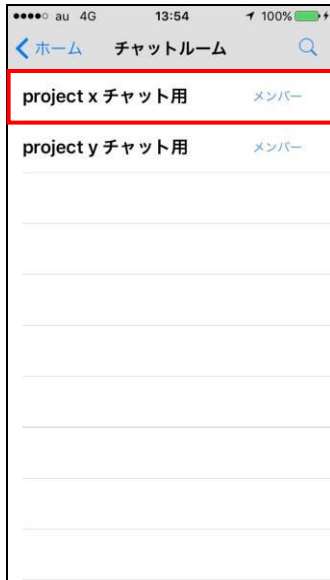 au 4G 13:54 100%
ホーム チャットルーム
project x チャット用 メンバー
project y チャット用 メンバー